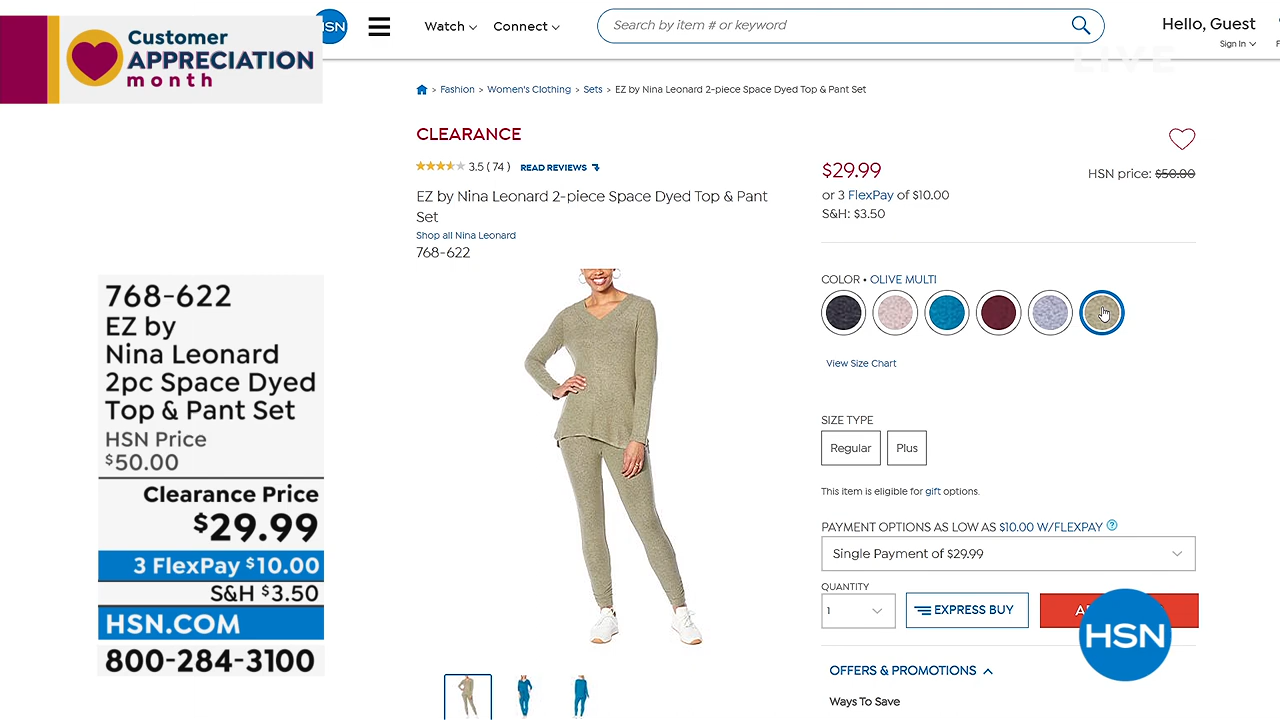 Customer
APPRECIATION
month
HSN
Watch
Connect
Search by item # or keyword
Hello, Guest
Sign In
LIVE
> Fashion > Women's Clothing > Sets > EZ by Nina Leonard 2-piece Space Dyed Top & Pant Set
CLEARANCE
3.5 ( 74 ) READ REVIEWS
EZ by Nina Leonard 2-piece Space Dyed Top & Pant
Set
Shop all Nina Leonard
768-622
$29.99
HSN price: $50.00
or 3 FlexPay of $10.00
S&H: $3.50
COLOR • OLIVE MULTI
View Size Chart
SIZE TYPE
Regular
Plus
This item is eligible for gift options.
PAYMENT OPTIONS AS LOW AS $10.00 W/FLEXPAY ?
Single Payment of $29.99
QUANTITY
1
EXPRESS BUY
HSN
OFFERS & PROMOTIONS
Ways To Save
768-622
EZ by
Nina Leonard
2pc Space Dyed
Top & Pant Set
HSN Price
$50.00
Clearance Price
$29.99
3 FlexPay $10.00
S&H $3.50
HSN.COM
800-284-3100